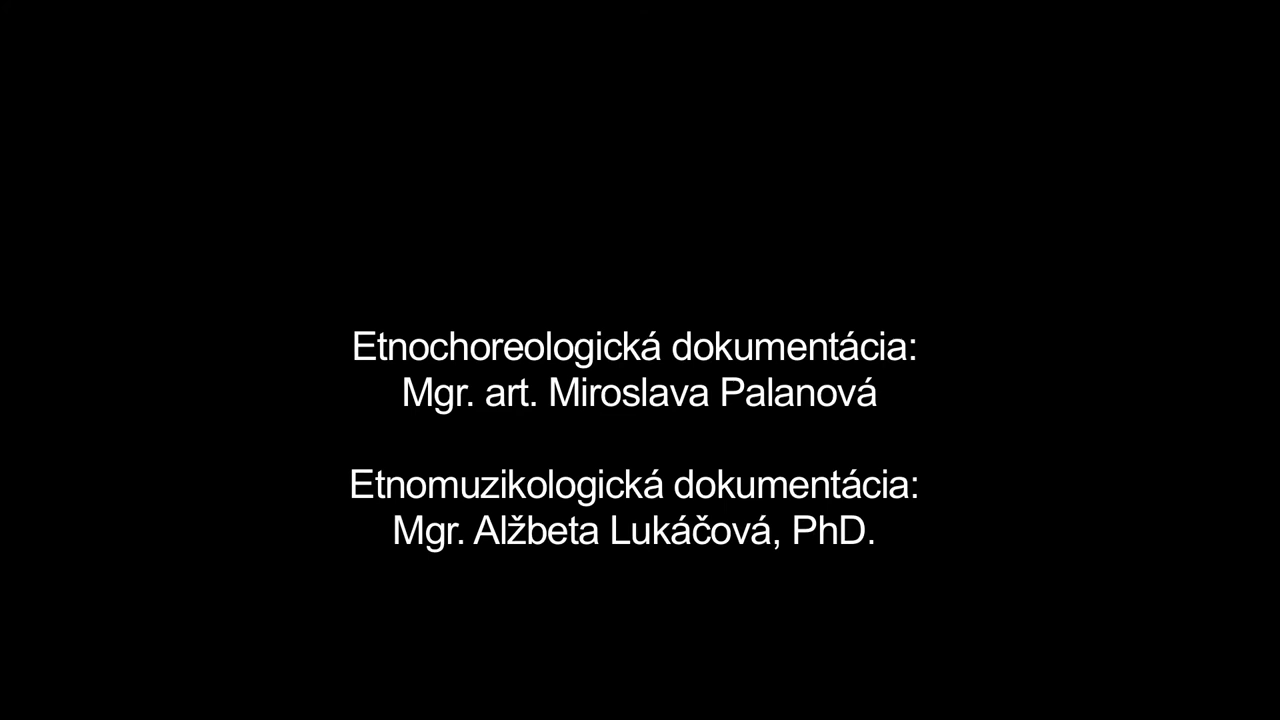 Etnochoreologická dokumentácia:
Mgr. art. Miroslava Palanová
Etnomuzikologická dokumentácia:
Mgr. Alžbeta Lukáčová, PhD.